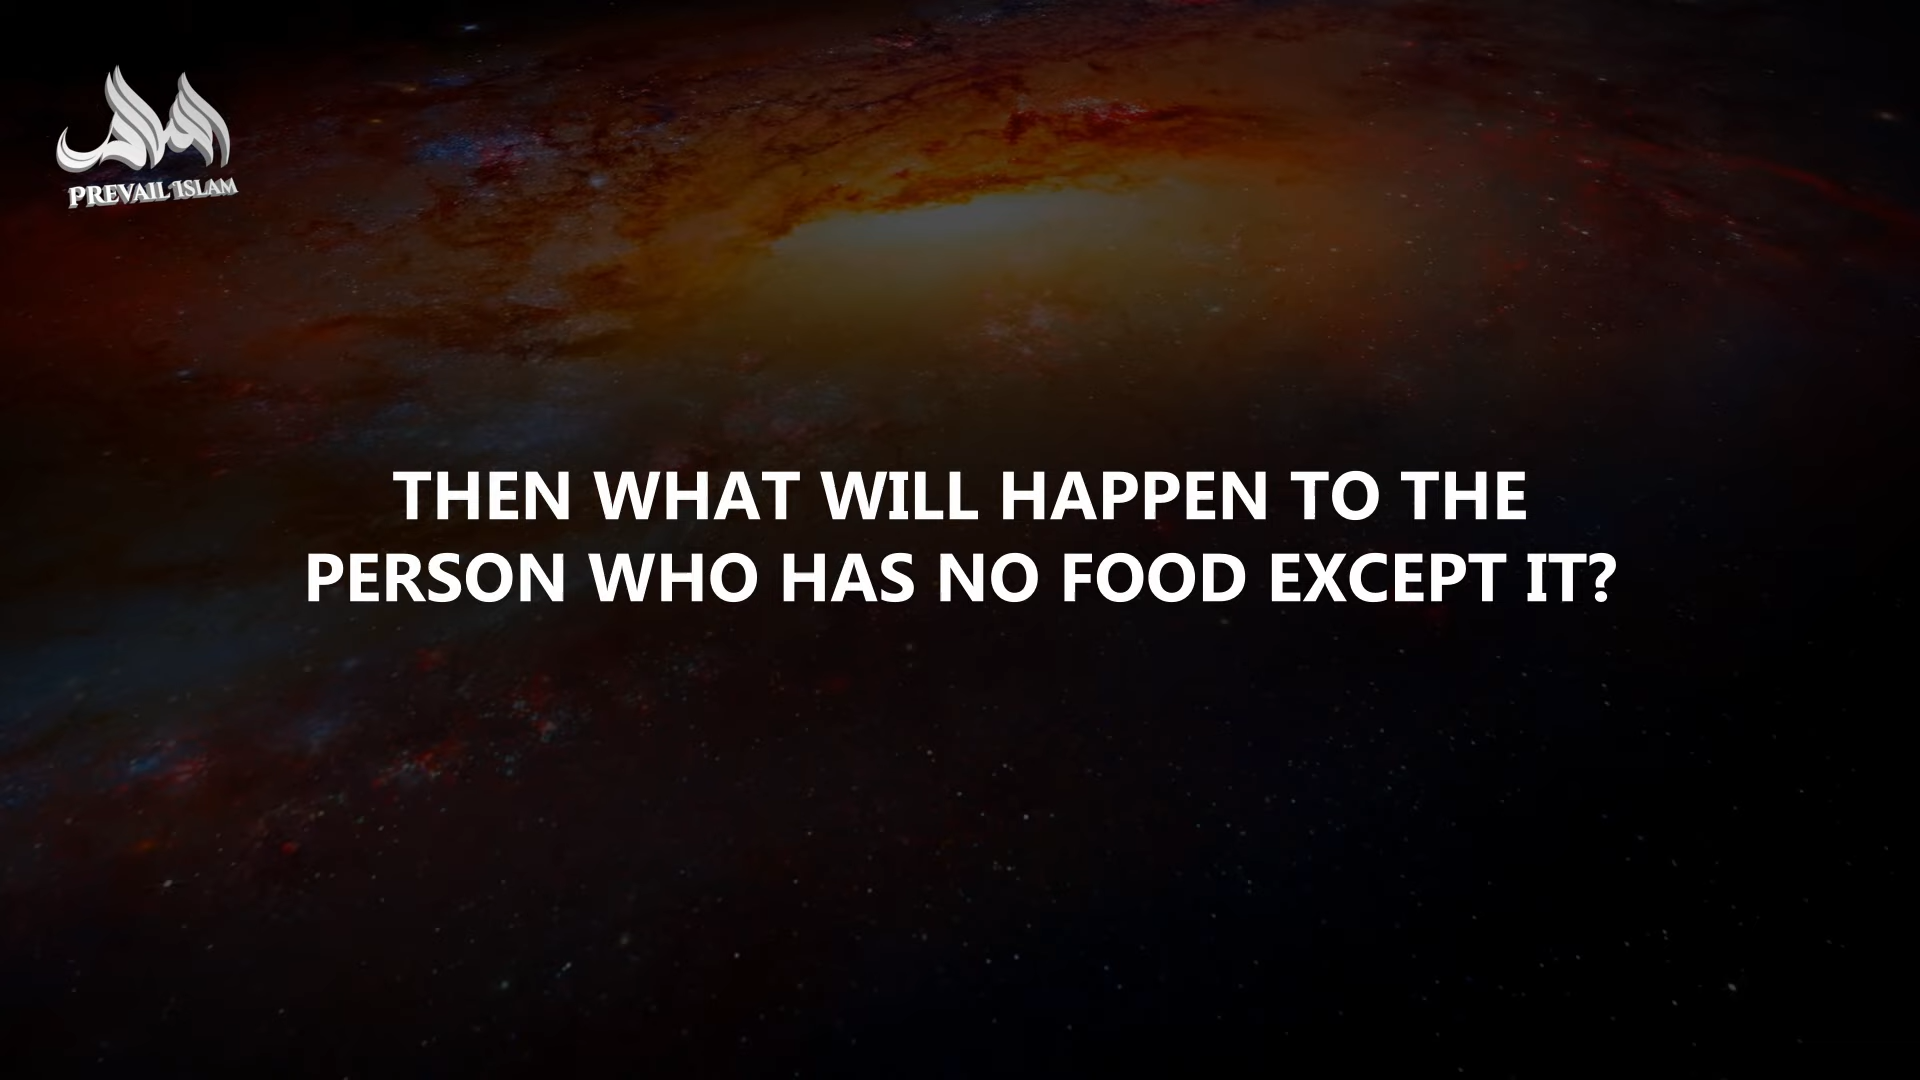 PREVAIL ISLAM
THEN WHAT WILL HAPPEN TO THE
PERSON WHO HAS NO FOOD EXCEPT IT?